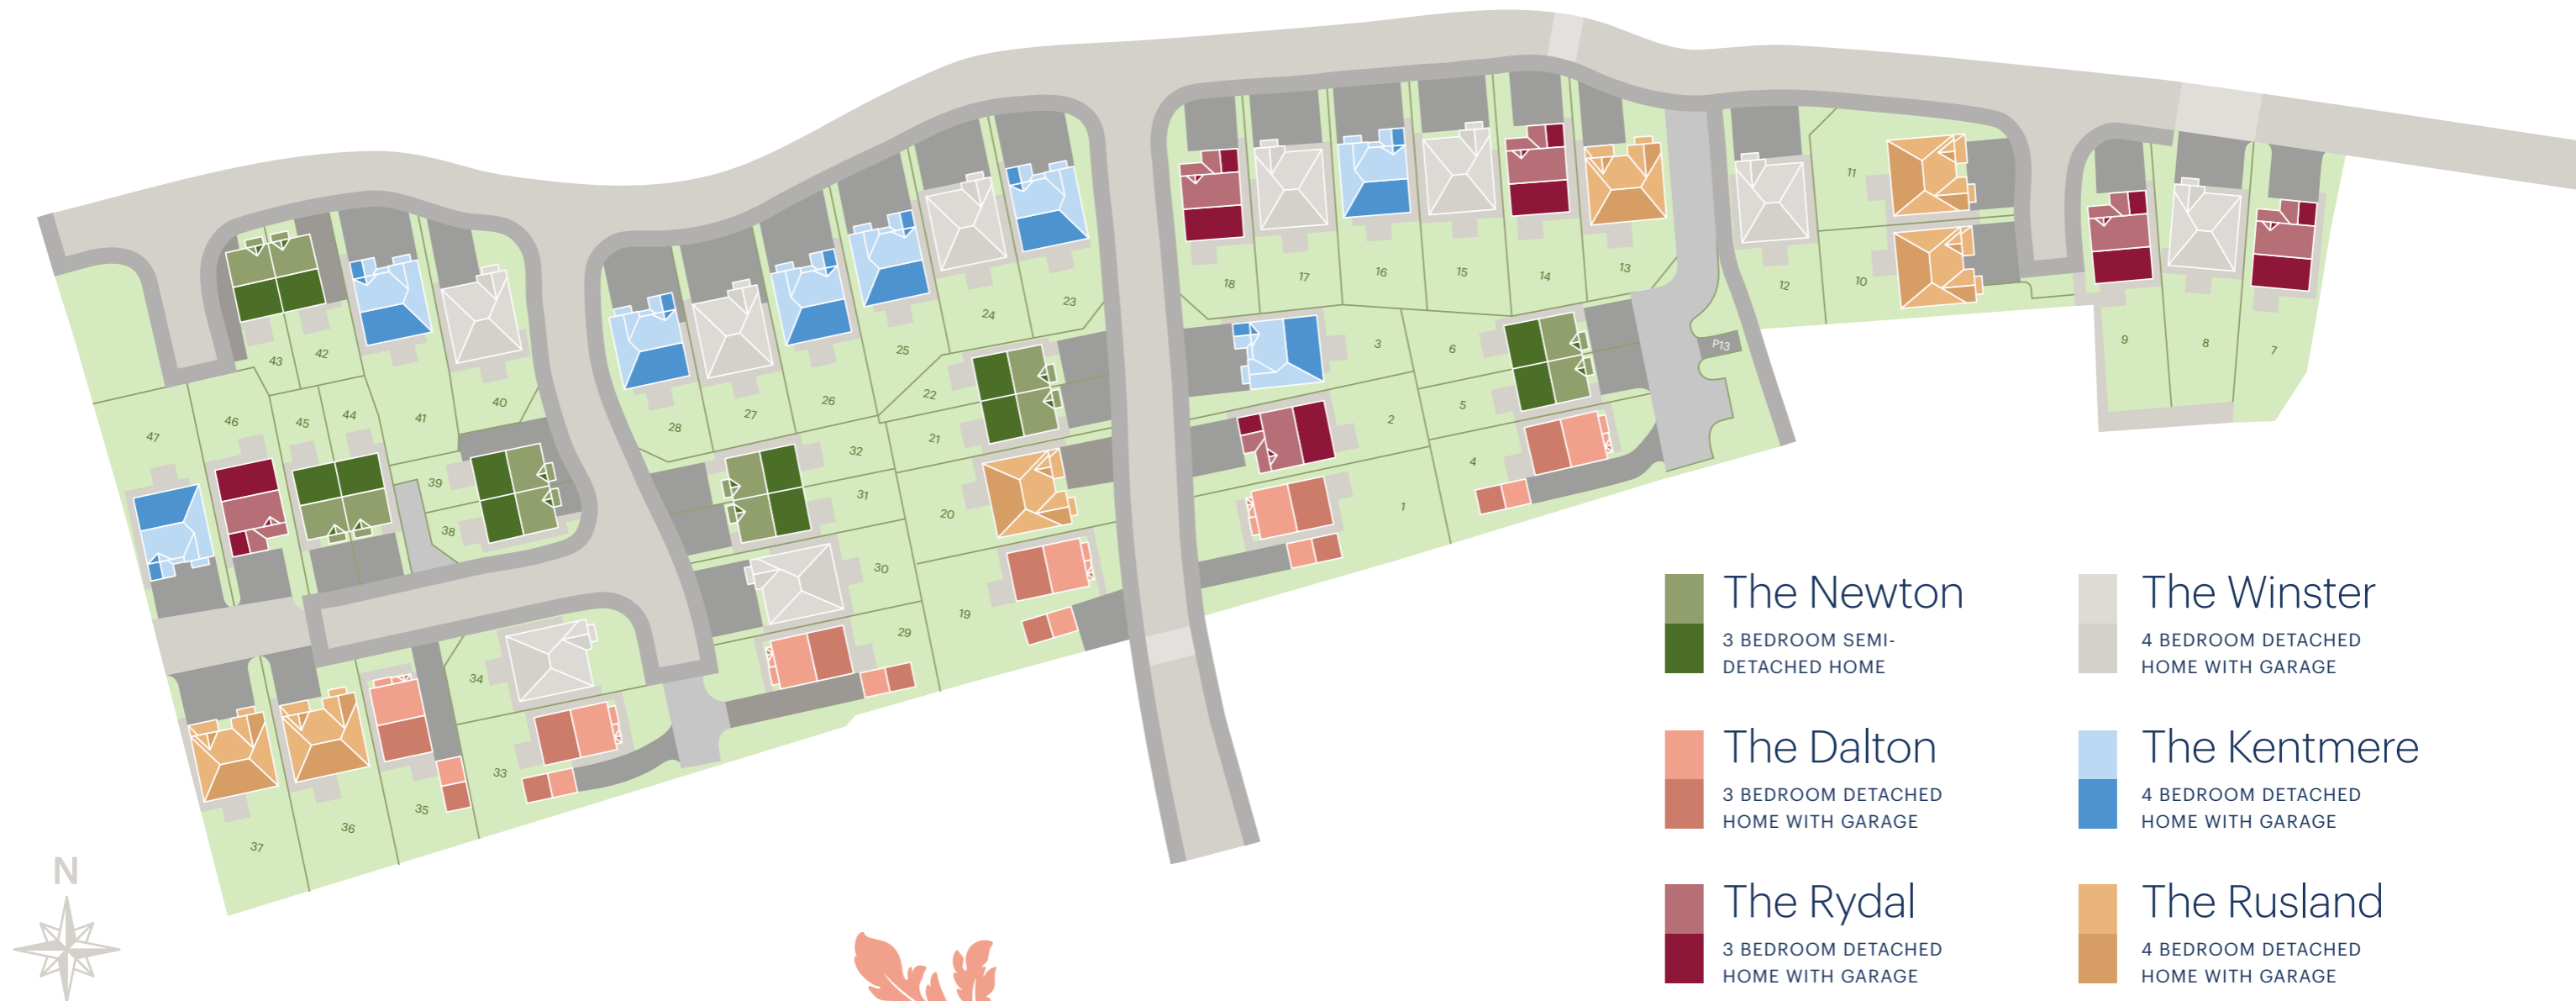 11
18
17
16
15
14
13
12
10
43
42
24
23
9
8
7
3
6
P13
25
22
40
41
28
27
26
2
5
47
46
45
44
32
21
4
39
31
20
1
38
30
19
29
34
33
35
36
37
N
The Newton
3 BEDROOM SEMI-
DETACHED HOME
The Winster
4 BEDROOM DETACHED
HOME WITH GARAGE
The Dalton
3 BEDROOM DETACHED
HOME WITH GARAGE
The Kentmere
4 BEDROOM DETACHED
HOME WITH GARAGE
The Rydal
3 BEDROOM DETACHED
HOME WITH GARAGE
The Rusland
4 BEDROOM DETACHED
HOME WITH GARAGE